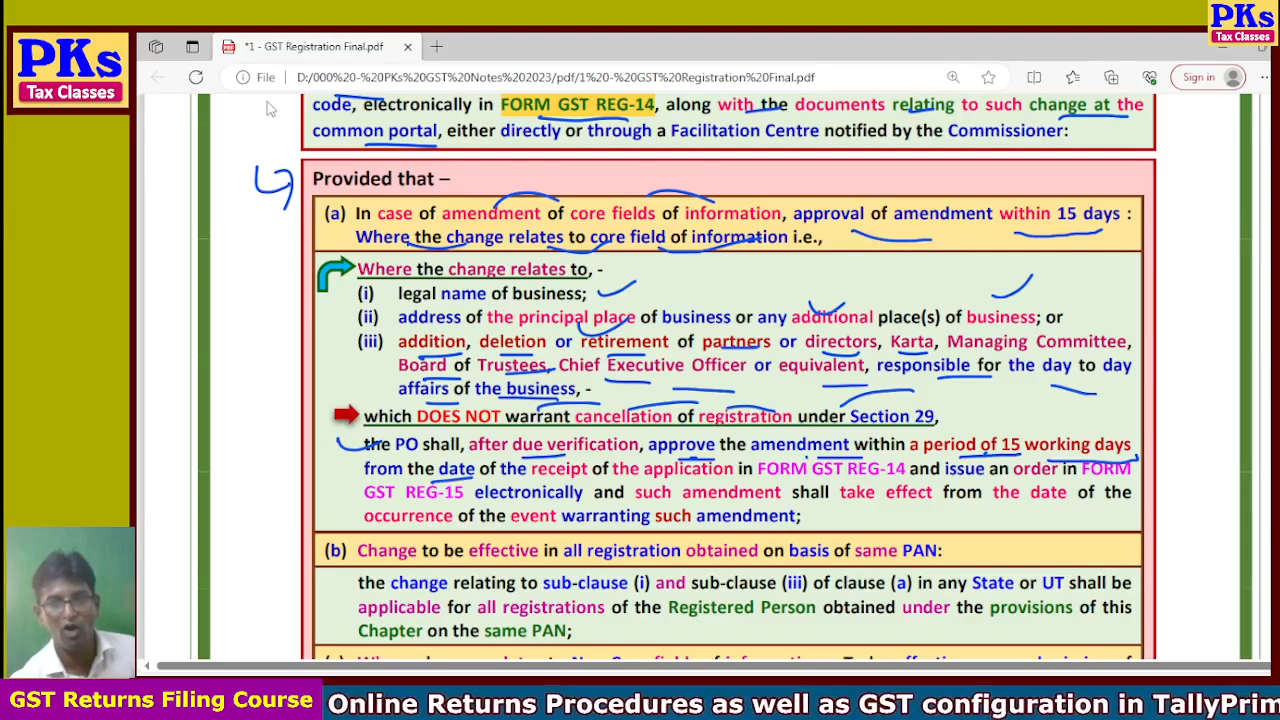 PKs
Tax Classes
*1 - GST Registration Final.pdf
PKs
Tax Classes
File D:/000%20-%20PKs%20GST%20Notes%202023/pdf/1%20-%20GST%20Registration%20Final.pdf
Sign in
code, electronically in FORM GST REG-14, along with the documents relating to such change at the
common portal, either directly or through a Facilitation Centre notified by the Commissioner:
Provided that –
(a) In case of amendment of core fields of information, approval of amendment within 15 days :
Where the change relates to core field of information i.e.,
Where the change relates to, -
(i) legal name of business;
(ii) address of the principal place of business or any additional place(s) of business; or
(iii) addition, deletion or retirement of partners or directors, Karta, Managing Committee,
Board of Trustees, Chief Executive Officer or equivalent, responsible for the day to day
affairs of the business, -
which DOES NOT warrant cancellation of registration under Section 29,
the PO shall, after due verification, approve the amendment within a period of 15 working days
from the date of the receipt of the application in FORM GST REG-14 and issue an order in FORM
GST REG-15 electronically and such amendment shall take effect from the date of the
occurrence of the event warranting such amendment;
(b) Change to be effective in all registration obtained on basis of same PAN:
the change relating to sub-clause (i) and sub-clause (iii) of clause (a) in any State or UT shall be
applicable for all registrations of the Registered Person obtained under the provisions of this
Chapter on the same PAN;
GST Returns Filing Course
Online Returns Procedures as well as GST configuration in TallyPrim